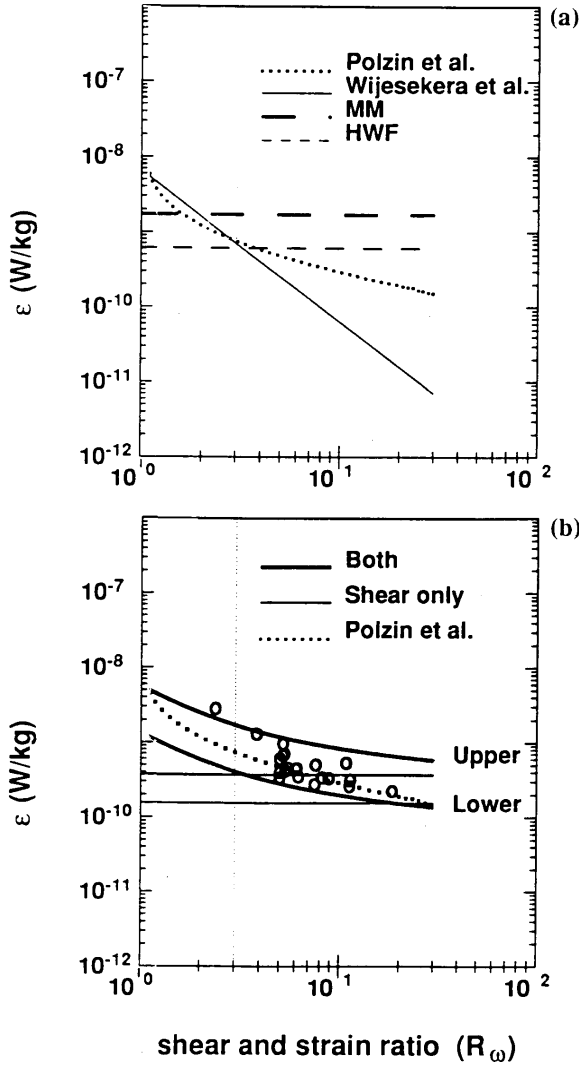 (a)
Polzin et al.
Wijesekera et al.
MM
HWF
10^-7
10^-8
10^-10
10^-11
10^-12
ε (W/kg)
10^0
10^1
10^2
(b)
Both
Shear only
Polzin et al.
Upper
Lower
10^-7
10^-8
10^-10
10^-11
10^-12
ε (W/kg)
10^0
10^1
10^2
shear and strain ratio (R_ω)